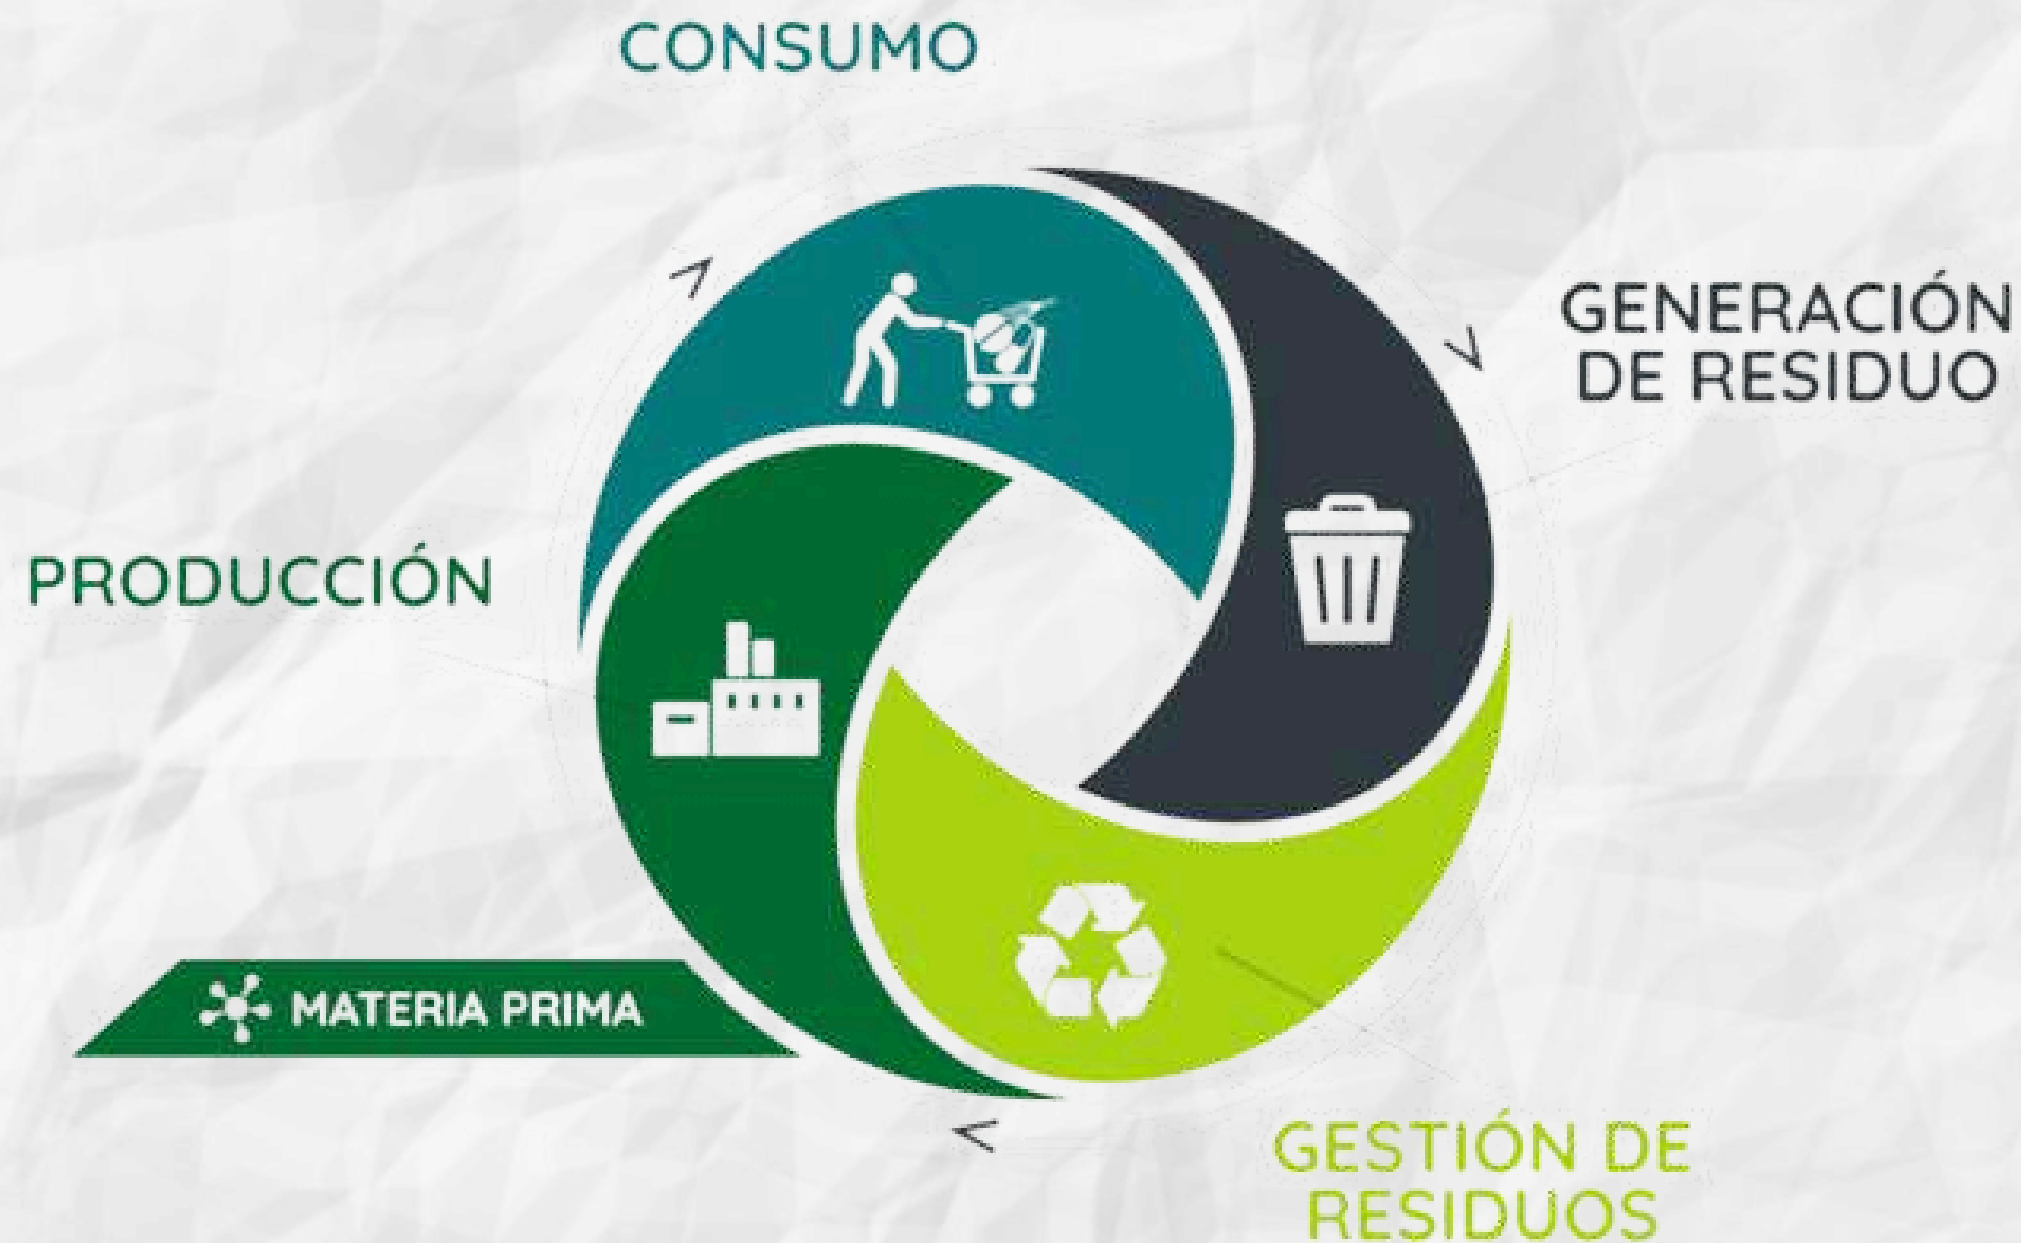 CONSUMO
GENERACIÓN
DE RESIDUO
PRODUCCIÓN
MATERIA PRIMA
GESTIÓN DE
RESIDUOS